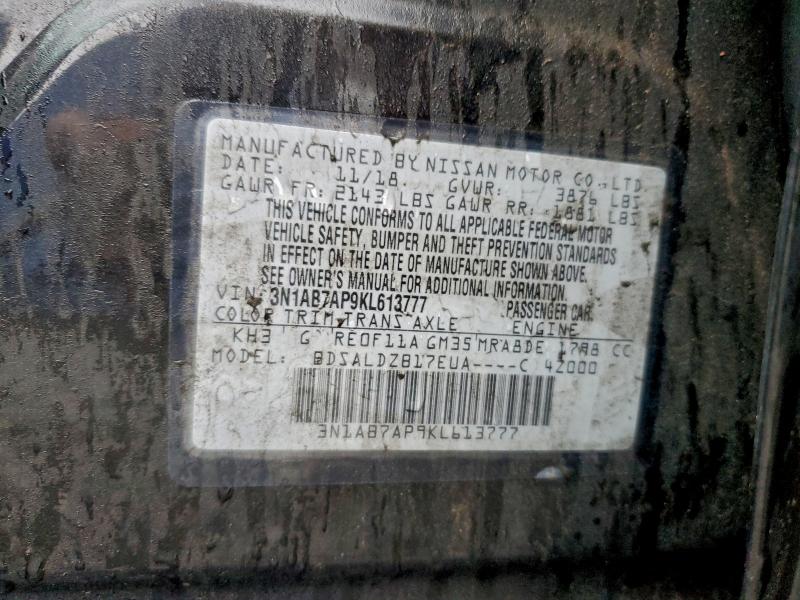 MANUFACTURED BY NISSAN MOTOR CO., LTD.
DATE: 11/18 GVWR: 3876 LBS
GAWR FR: 2143 LBS GAWR RR: 1881 LBS
THIS VEHICLE CONFORMS TO ALL APPLICABLE FEDERAL MOTOR
VEHICLE SAFETY, BUMPER AND THEFT PREVENTION STANDARDS
IN EFFECT ON THE DATE OF MANUFACTURE SHOWN ABOVE.
SEE OWNER'S MANUAL FOR ADDITIONAL INFORMATION.
VIN: 3N1AB7AP9KL613777 PASSENGER CAR
COLOR TRIM TRANS AXLE ENGINE
KH3 G RE0F11A GM35 MRA8DE 1798 CC
MODEL: BDSALDZB17EUA----C 4Z000
3N1AB7AP9KL613777